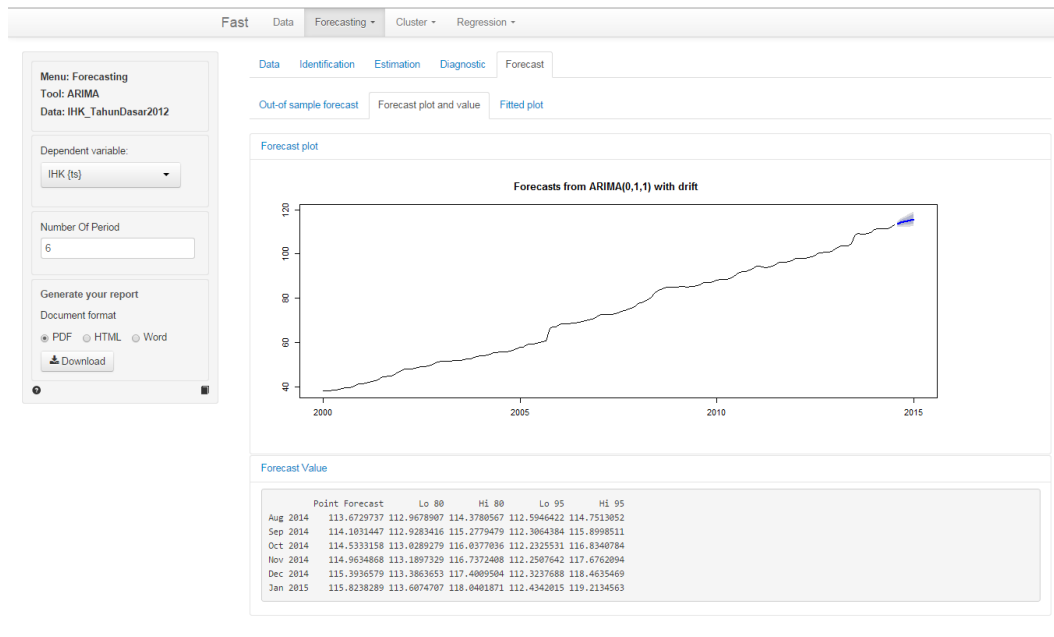 Fast Data Forecasting Cluster Regression
Menu: Forecasting
Tool: ARIMA
Data: IHK_TahunDasar2012
Dependent variable:
IHK {ts}
Number Of Period
6
Generate your report
Document format
PDF HTML Word
Download
Data Identification Estimation Diagnostic Forecast
Out-of sample forecast Forecast plot and value Fitted plot
Forecast plot
Forecasts from ARIMA(0,1,1) with drift
120
100
80
60
40
2000 2005 2010 2015
Forecast Value
Point Forecast Lo 80 Hi 80 Lo 95 Hi 95
Aug 2014 113.6729737 112.9678907 114.3780567 112.5946422 114.7513052
Sep 2014 114.1031447 112.9283416 115.2779479 112.3064384 115.8998511
Oct 2014 114.5333158 113.0289279 116.0377036 112.2325531 116.8340784
Nov 2014 114.9634868 113.1897329 116.7372408 112.2507642 117.6762094
Dec 2014 115.3936579 113.3863653 117.4009504 112.3237688 118.4635469
Jan 2015 115.8238289 113.6074707 118.0401871 112.4342015 119.2134563